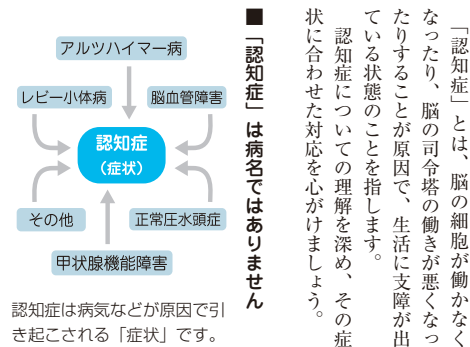 「認知症」とは、脳の細胞が働かなく
なったり、脳の司令塔の働きが悪くなっ
たりすることが原因で、生活に支障が出
ている状態のことを指します。
認知症についての理解を深め、その症
状に合わせた対応を心がけましょう。
■「認知症」は病名ではありません
アルツハイマー病
レビー小体病
脳血管障害
認知症
（症状）
その他
正常圧水頭症
甲状腺機能障害
認知症は病気などが原因で引
き起こされる「症状」です。